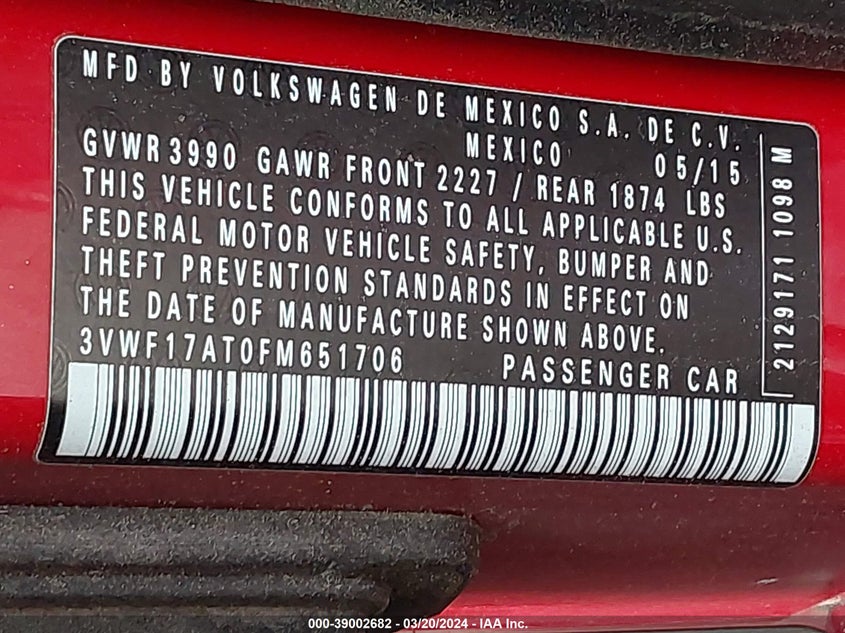 MFD BY VOLKSWAGEN DE MEXICO S.A. DE C.V.
MEXICO 05/15
GVWR 3990 GAWR FRONT 2227 / REAR 1874 LBS
THIS VEHICLE CONFORMS TO ALL APPLICABLE U.S.
FEDERAL MOTOR VEHICLE SAFETY, BUMPER AND
THEFT PREVENTION STANDARDS IN EFFECT ON
THE DATE OF MANUFACTURE SHOWN ABOVE.
3VWF17AT0FM651706 PASSENGER CAR
2129171 1098 M
000-39002682 - 03/20/2024 - IAA Inc.